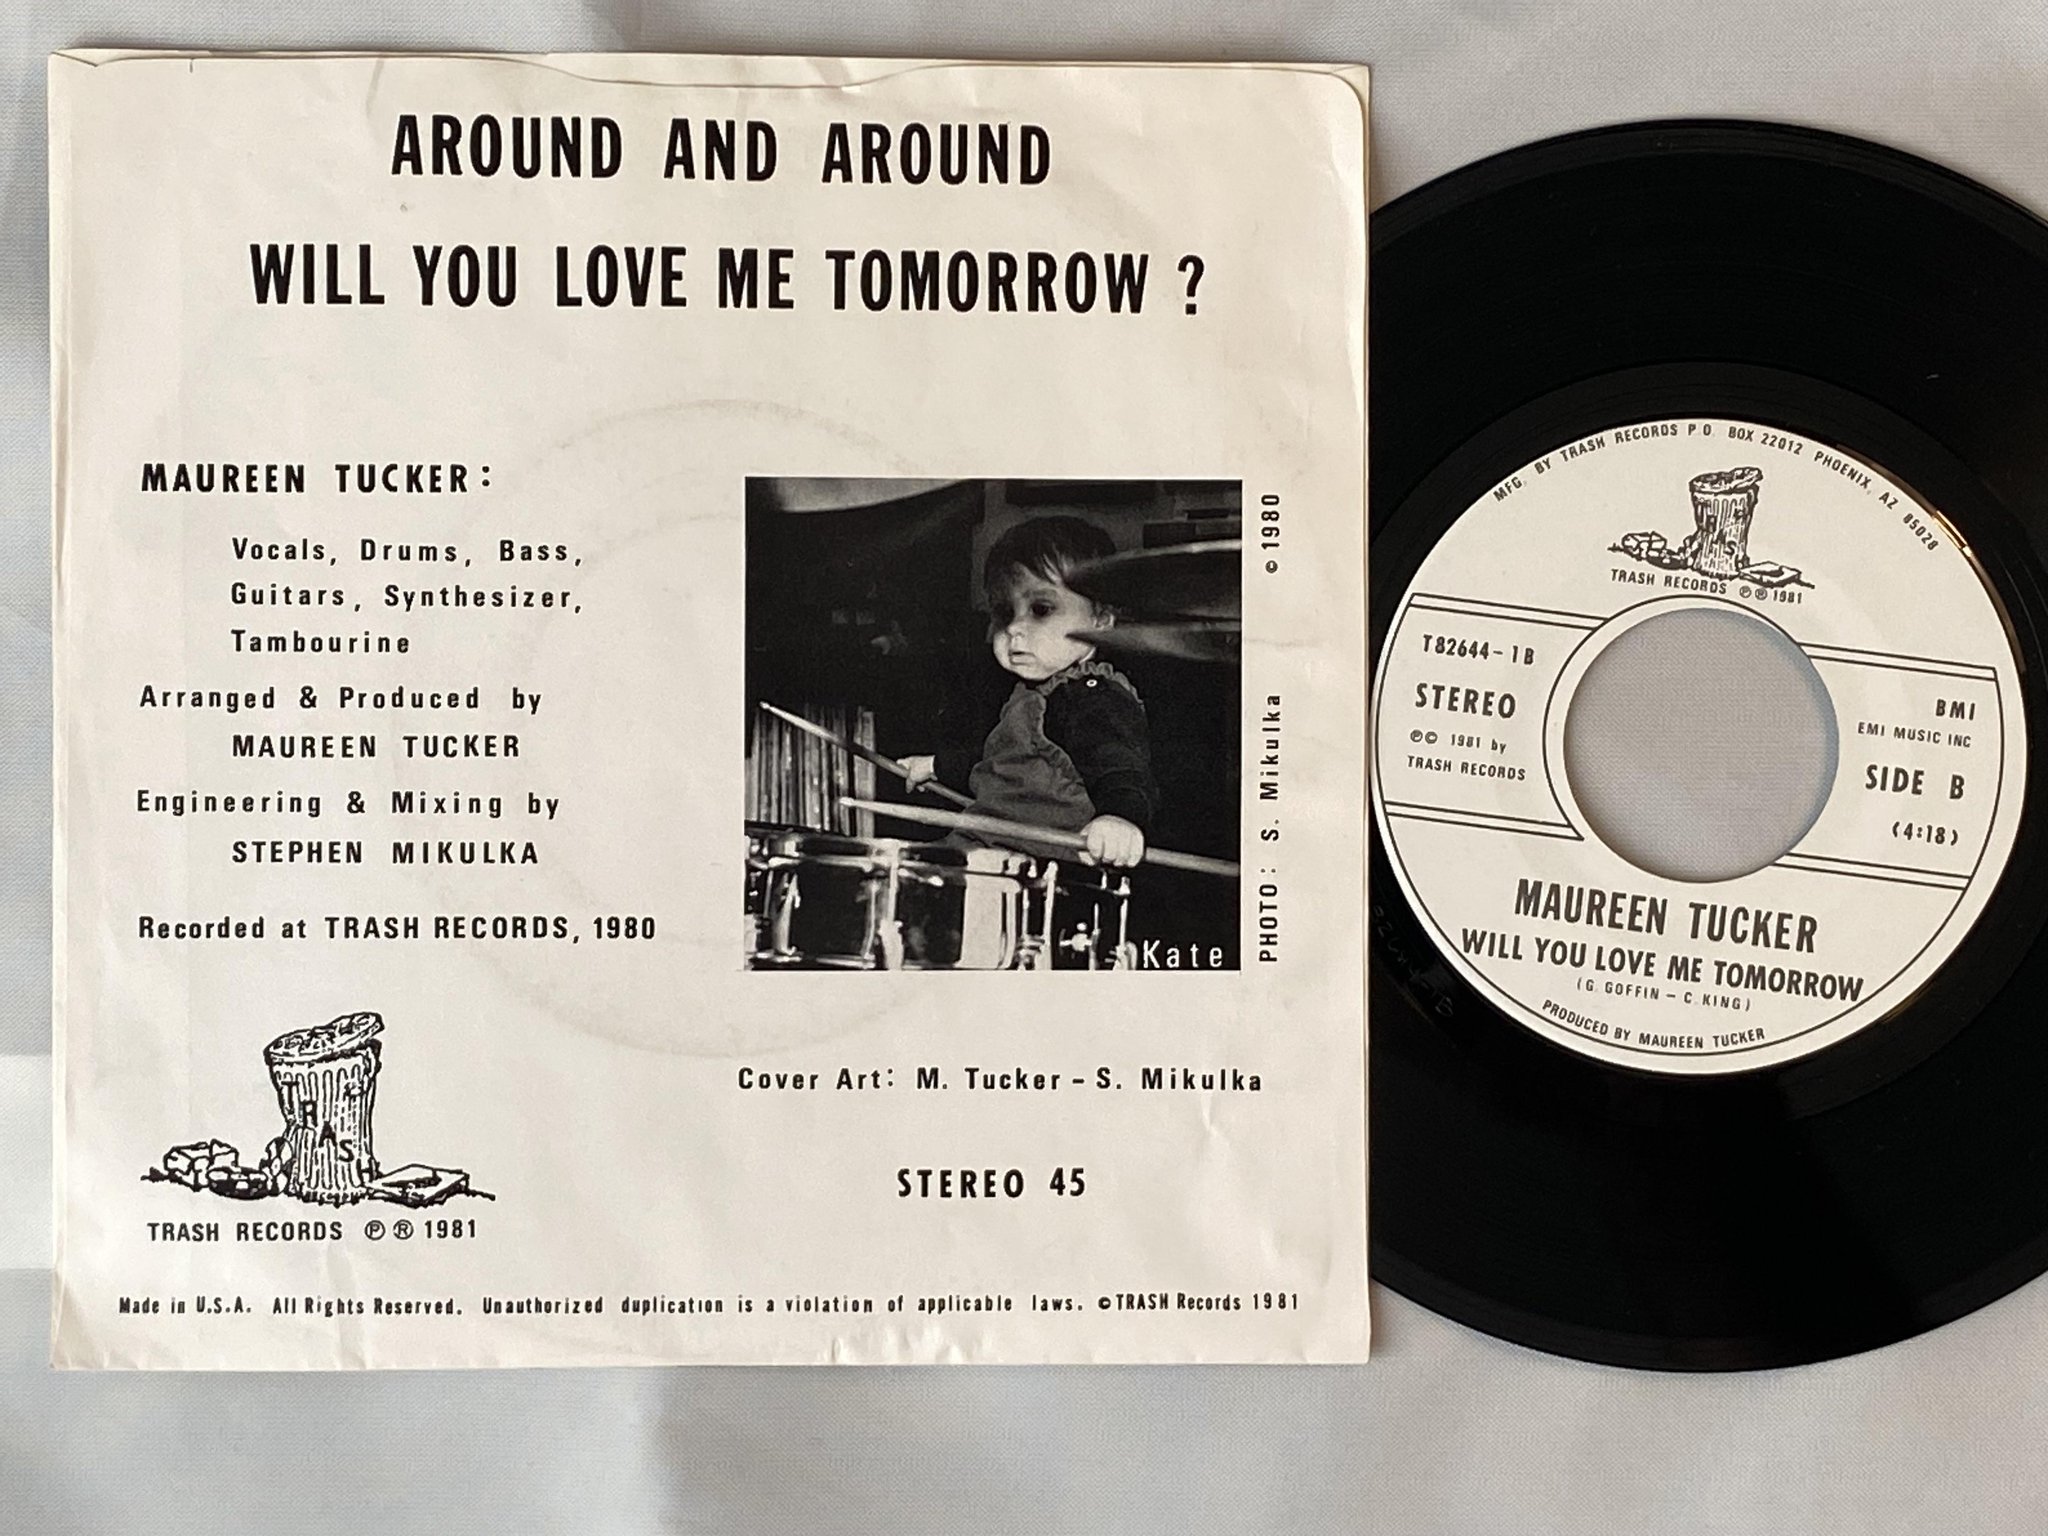 AROUND AND AROUND
WILL YOU LOVE ME TOMORROW ?
MAUREEN TUCKER:
Vocals, Drums, Bass,
Guitars, Synthesizer,
Tambourine
Arranged & Produced by
MAUREEN TUCKER
Engineering & Mixing by
STEPHEN MIKULKA
Recorded at TRASH RECORDS, 1980
Kate
PHOTO: S. Mikulka © 1980
Cover Art: M. Tucker – S. Mikulka
TRASH
TRASH RECORDS ℗ ® 1981
STEREO 45
Made in U.S.A. All Rights Reserved. Unauthorized duplication is a violation of applicable laws. © TRASH Records 1981
MFG. BY TRASH RECORDS P.O. BOX 22012 PHOENIX, AZ 85028
TRASH
TRASH RECORDS ℗ ® 1981
T82644-1B
STEREO
℗ © 1981 by
TRASH RECORDS
BMI
EMI MUSIC INC
SIDE B
(4:18)
MAUREEN TUCKER
WILL YOU LOVE ME TOMORROW
(G. GOFFIN – C. KING)
PRODUCED BY MAUREEN TUCKER